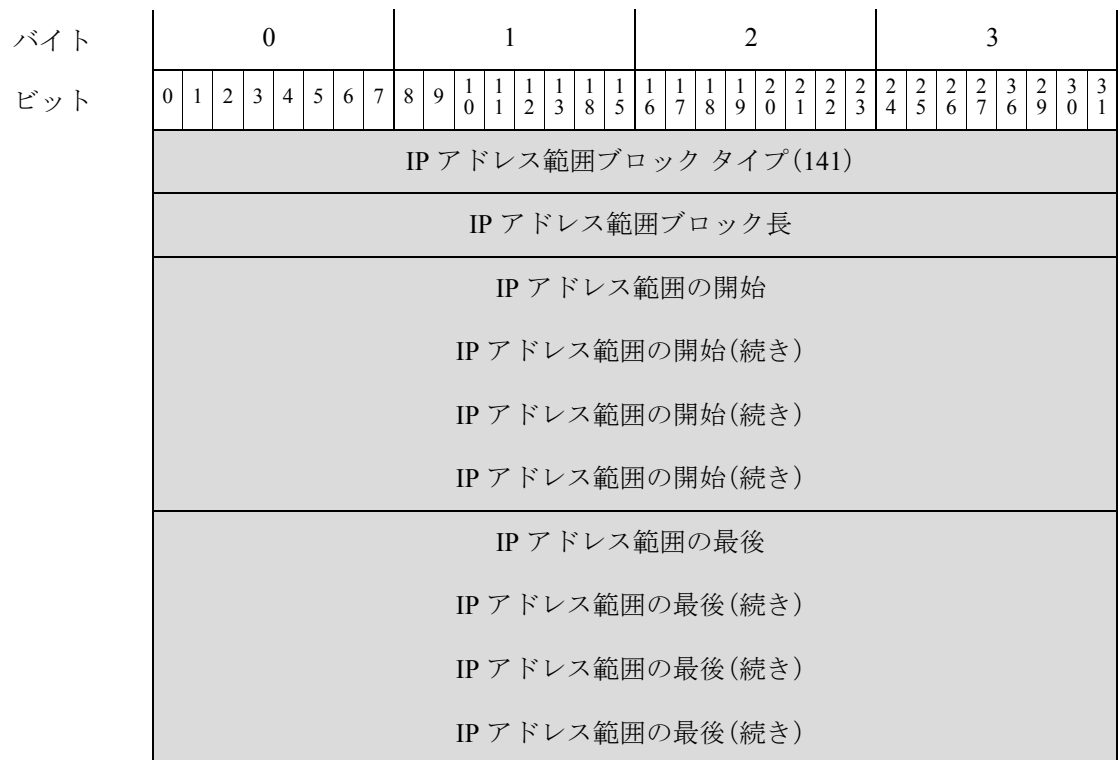 バイト 0 1 2 3
ビット 0 1 2 3 4 5 6 7 8 9 10 11 12 13 18 15 16 17 18 19 20 21 22 23 24 25 26 27 36 29 30 31
IP アドレス範囲ブロック タイプ(141)
IP アドレス範囲ブロック長
IP アドレス範囲の開始
IP アドレス範囲の開始(続き)
IP アドレス範囲の開始(続き)
IP アドレス範囲の開始(続き)
IP アドレス範囲の最後
IP アドレス範囲の最後(続き)
IP アドレス範囲の最後(続き)
IP アドレス範囲の最後(続き)